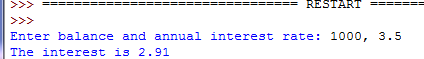 >>> ================================ RESTART =======
>>>
Enter balance and annual interest rate: 1000, 3.5
The interest is 2.91